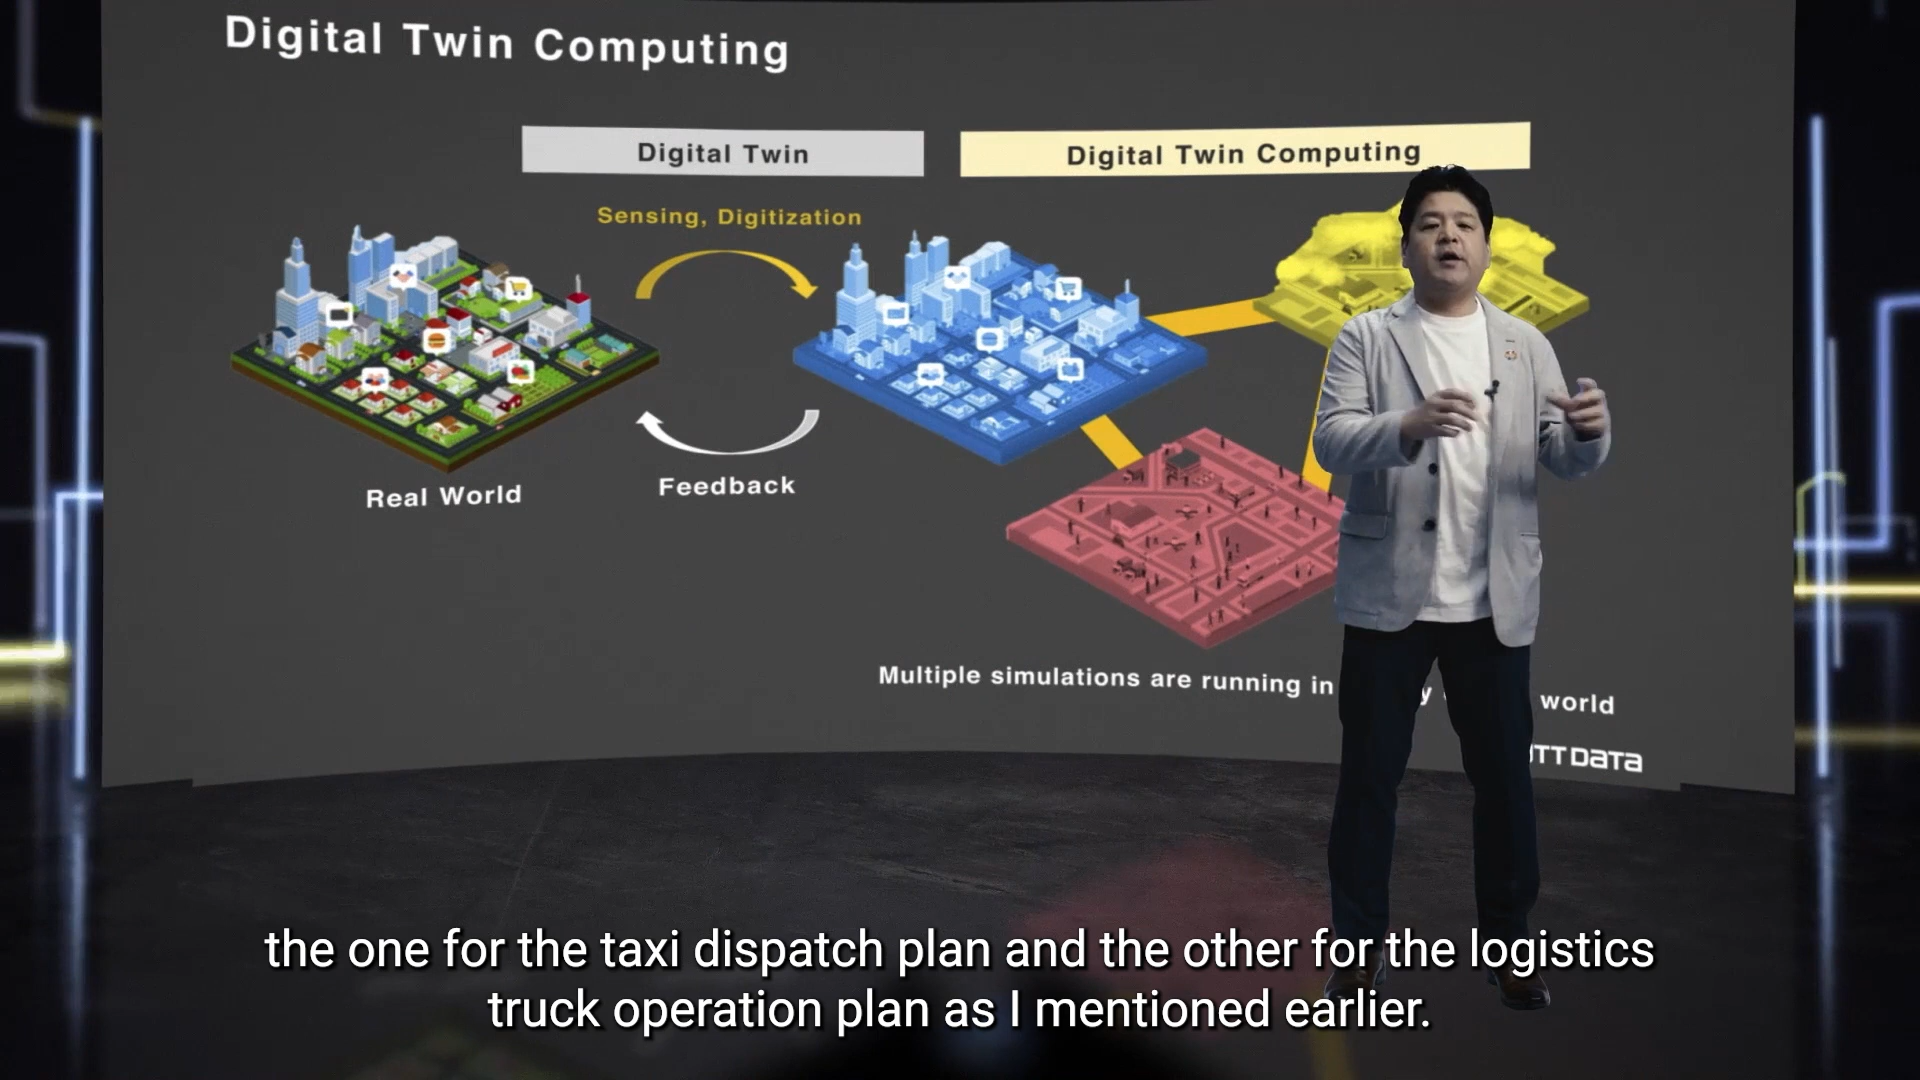 Digital Twin Computing
Digital Twin
Digital Twin Computing
Sensing, Digitization
Real World
Feedback
Multiple simulations are running in
world
DATA
the one for the taxi dispatch plan and the other for the logistics
truck operation plan as I mentioned earlier.